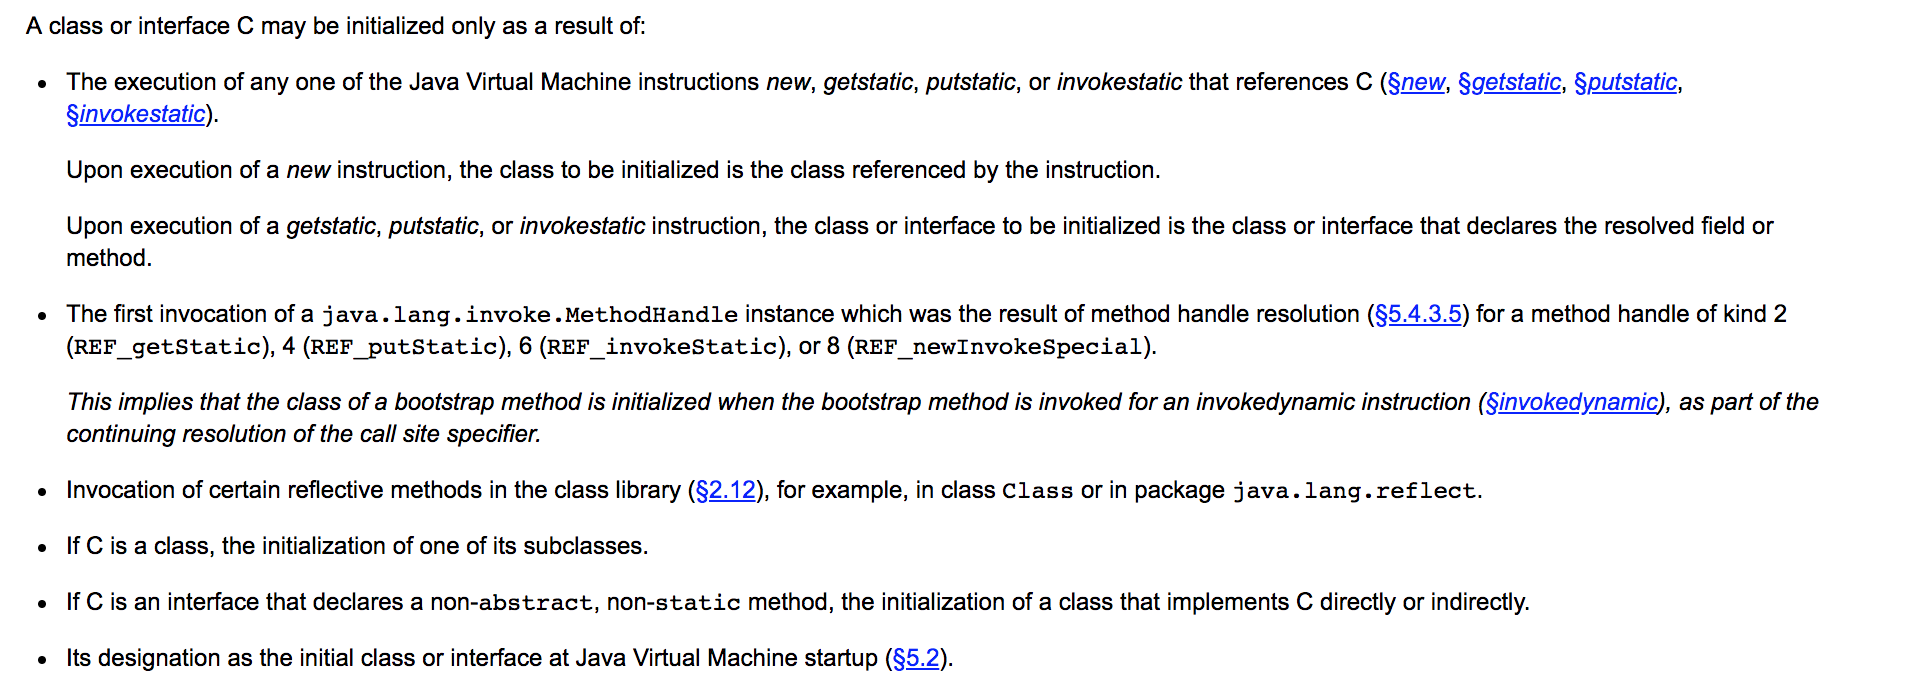 A class or interface C may be initialized only as a result of:
• The execution of any one of the Java Virtual Machine instructions new, getstatic, putstatic, or invokestatic that references C (§new, §getstatic, §putstatic,
§invokestatic).
Upon execution of a new instruction, the class to be initialized is the class referenced by the instruction.
Upon execution of a getstatic, putstatic, or invokestatic instruction, the class or interface to be initialized is the class or interface that declares the resolved field or
method.
• The first invocation of a java.lang.invoke.MethodHandle instance which was the result of method handle resolution (§5.4.3.5) for a method handle of kind 2
(REF_getStatic), 4 (REF_putStatic), 6 (REF_invokeStatic), or 8 (REF_newInvokeSpecial).
This implies that the class of a bootstrap method is initialized when the bootstrap method is invoked for an invokedynamic instruction (§invokedynamic), as part of the
continuing resolution of the call site specifier.
• Invocation of certain reflective methods in the class library (§2.12), for example, in class Class or in package java.lang.reflect.
• If C is a class, the initialization of one of its subclasses.
• If C is an interface that declares a non-abstract, non-static method, the initialization of a class that implements C directly or indirectly.
• Its designation as the initial class or interface at Java Virtual Machine startup (§5.2).